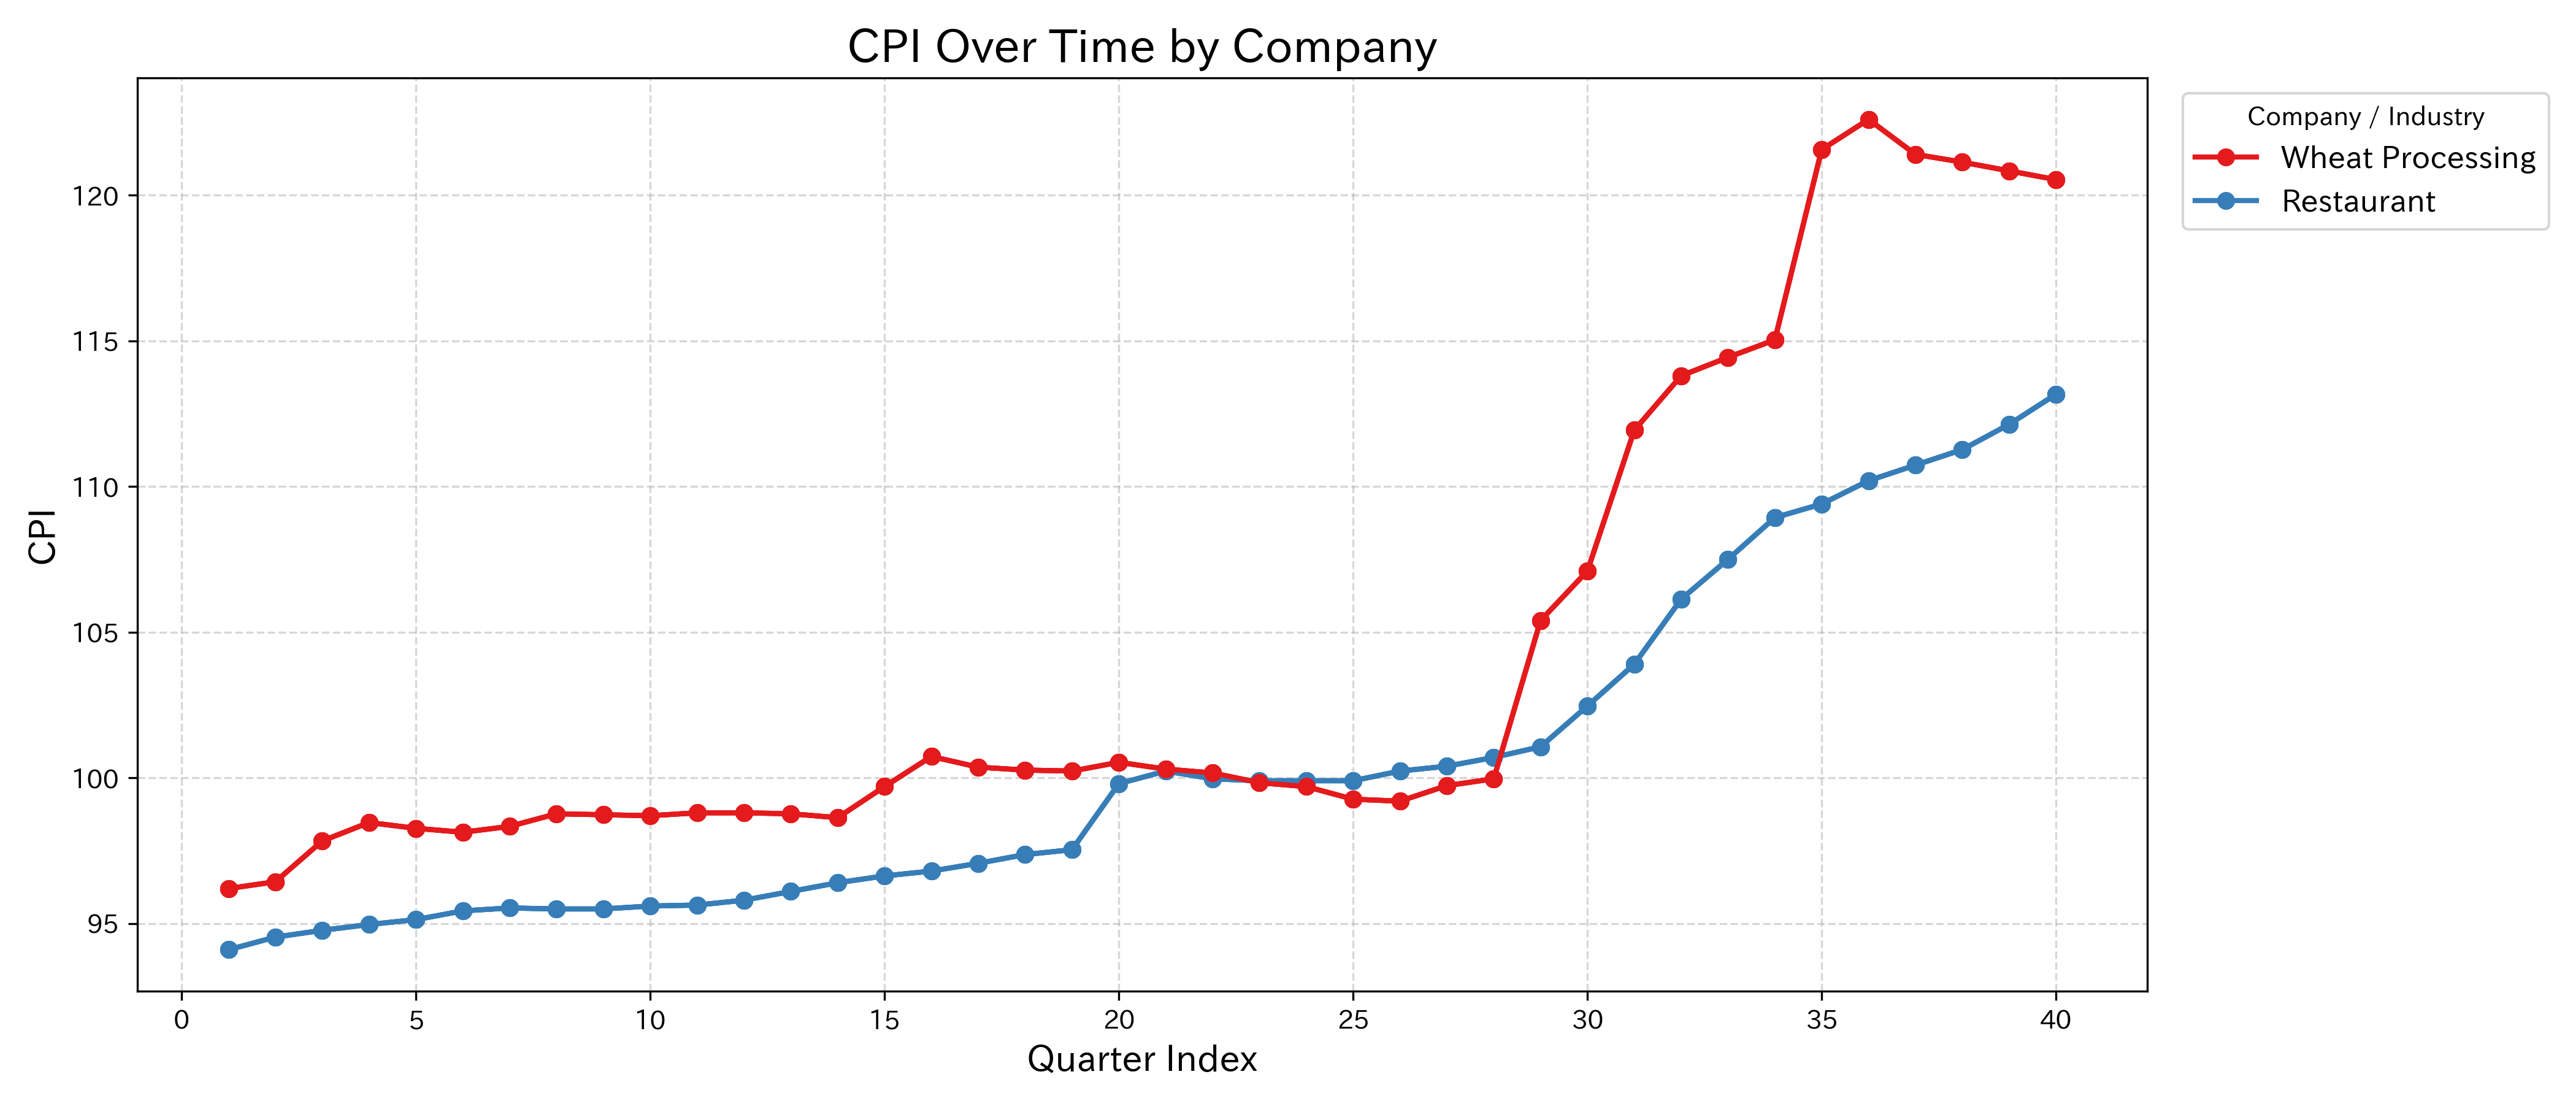 CPI Over Time by Company
Company / Industry
Wheat Processing
Restaurant
CPI
120
115
110
105
100
95
0 5 10 15 20 25 30 35 40
Quarter Index